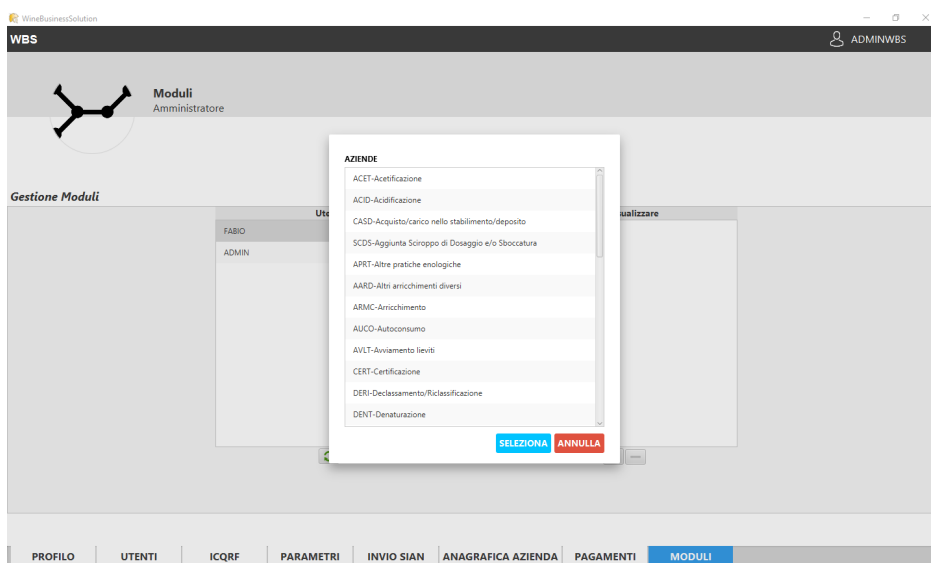 WineBusinessSolution
WBS
ADMINWBS
Moduli
Amministratore
Gestione Moduli
AZIENDE
ACET-Acetificazione
ACID-Acidificazione
CASD-Acquisto/carico nello stabilimento/deposito
SCDS-Aggiunta Sciroppo di Dosaggio e/o Sboccatura
APRT-Altre pratiche enologiche
AARD-Altri arricchimenti diversi
ARMC-Arricchimento
AUCO-Autoconsumo
AVLT-Avviamento lieviti
CERT-Certificazione
DERI-Declassamento/Riclassificazione
DENT-Denaturazione
SELEZIONA ANNULLA
Ute
ualizzare
FABIO
ADMIN
PROFILO UTENTI ICQRF PARAMETRI INVIO SIAN ANAGRAFICA AZIENDA PAGAMENTI MODULI